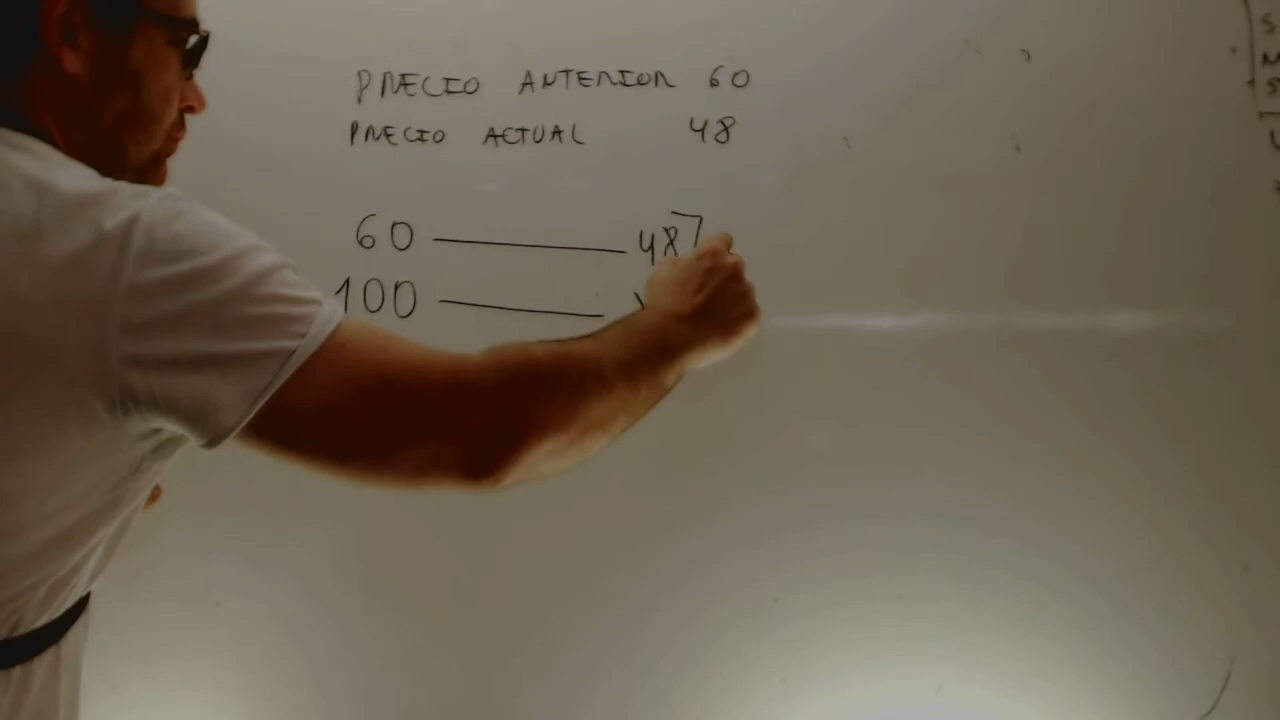 PRECIO ANTERIOR 60
PRECIO ACTUAL 48
60 — 48
100 —